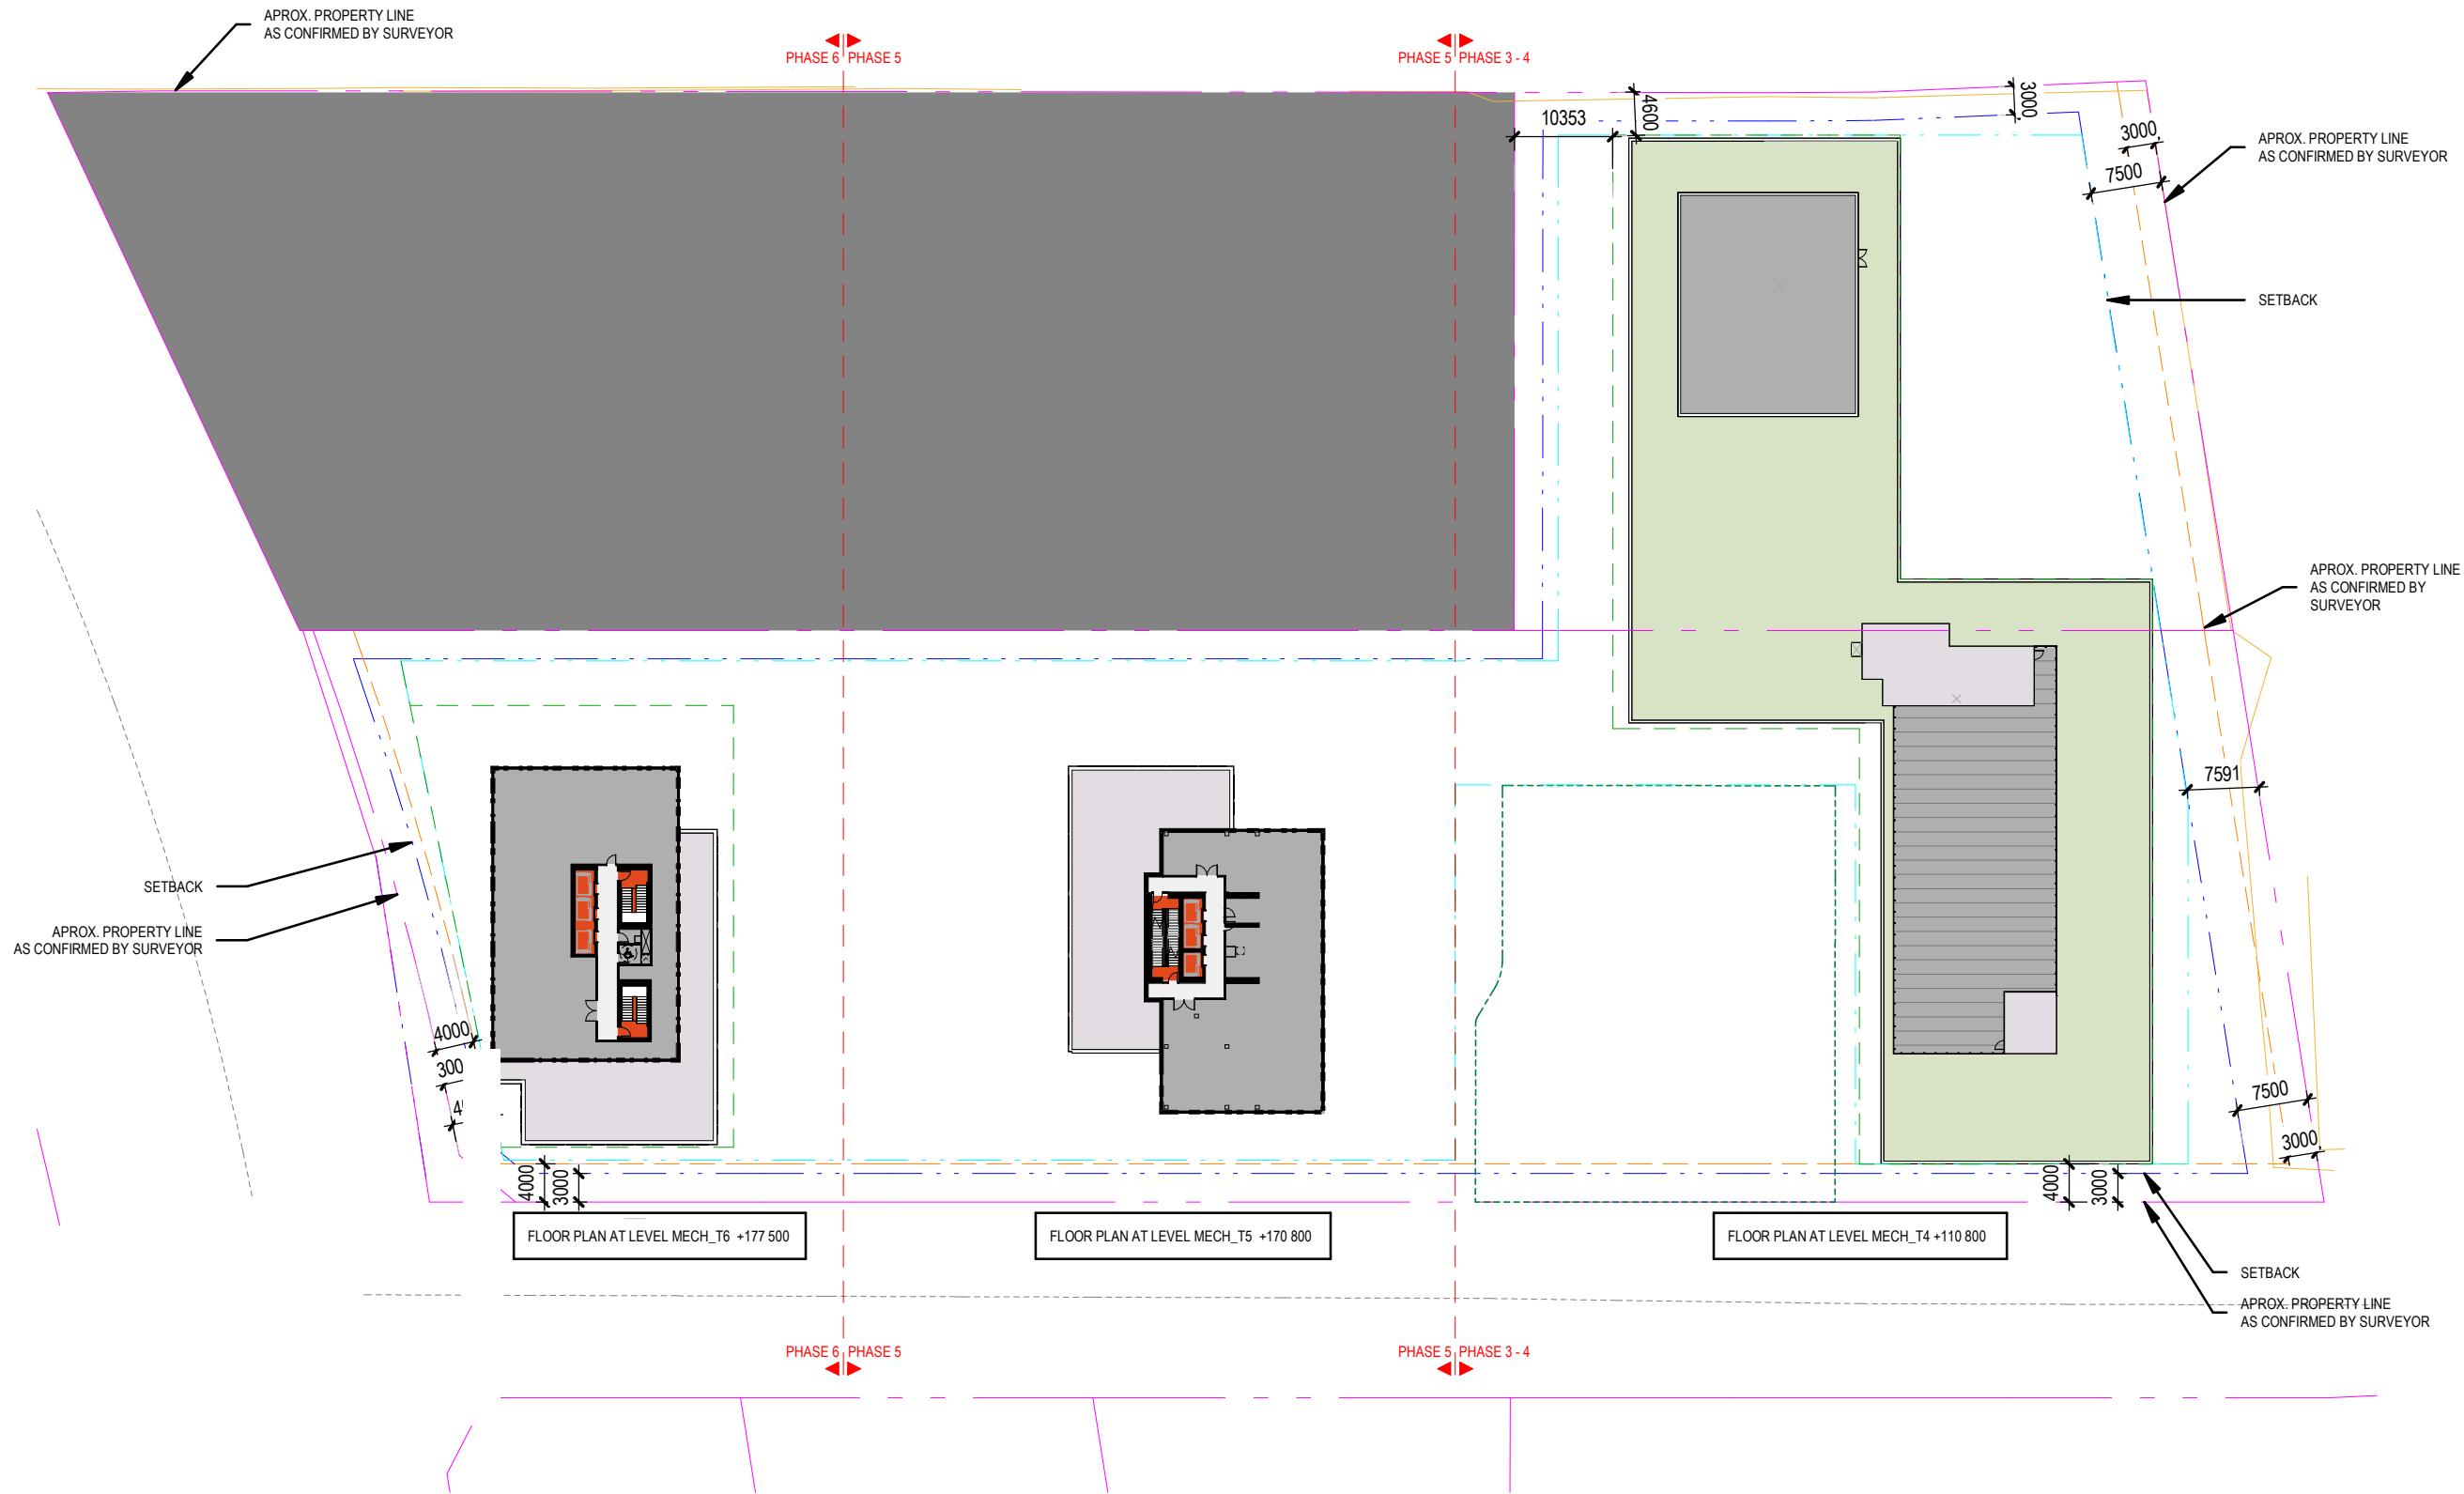 APROX. PROPERTY LINE
AS CONFIRMED BY SURVEYOR
PHASE 6 PHASE 5
PHASE 5 PHASE 3 - 4
10353
4600
3000
3000
7500
APROX. PROPERTY LINE
AS CONFIRMED BY SURVEYOR
SETBACK
APROX. PROPERTY LINE
AS CONFIRMED BY
SURVEYOR
7591
SETBACK
APROX. PROPERTY LINE
AS CONFIRMED BY SURVEYOR
4000
300
7500
3000
4000
3000
4000
3000
FLOOR PLAN AT LEVEL MECH_T6 +177 500
FLOOR PLAN AT LEVEL MECH_T5 +170 800
FLOOR PLAN AT LEVEL MECH_T4 +110 800
SETBACK
APROX. PROPERTY LINE
AS CONFIRMED BY SURVEYOR
PHASE 6 PHASE 5
PHASE 5 PHASE 3 - 4